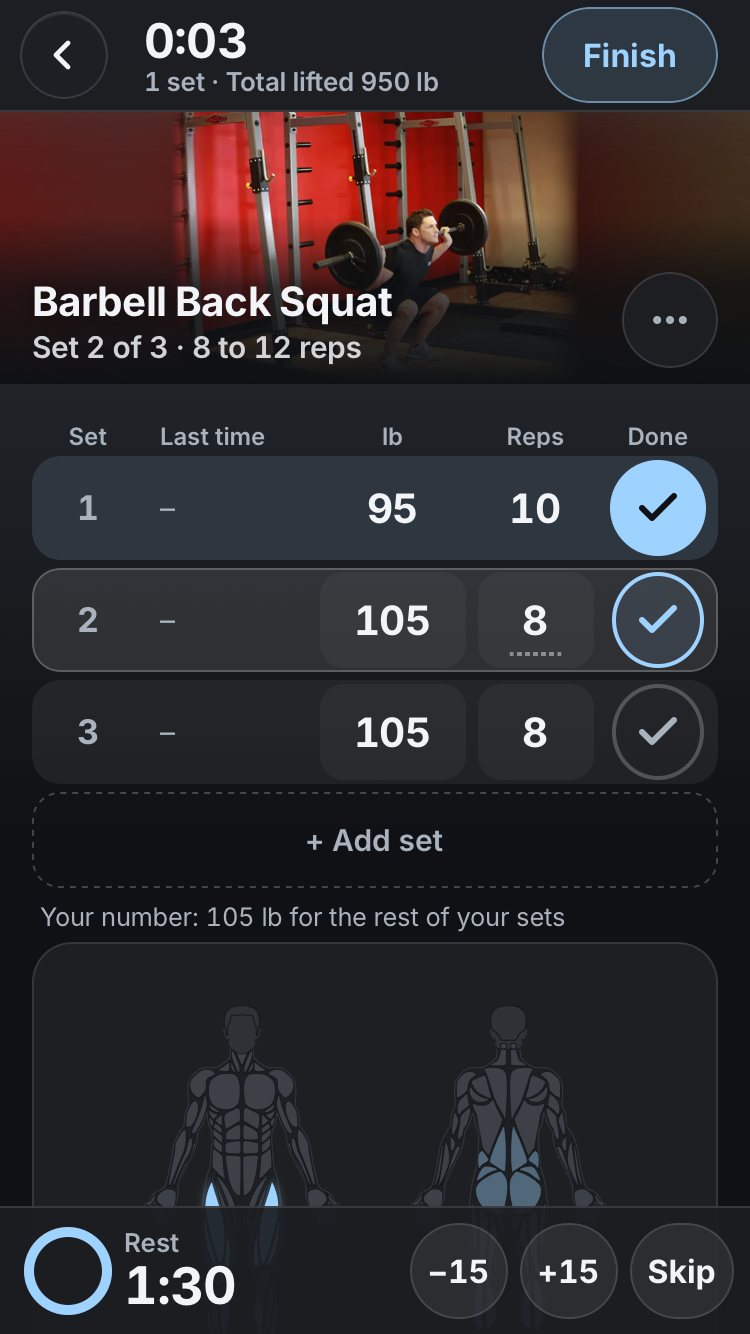 0:03
1 set · Total lifted 950 lb
Finish
Barbell Back Squat
Set 2 of 3 · 8 to 12 reps
Set Last time lb Reps Done
1 – 95 10
2 – 105 8
3 – 105 8
+ Add set
Your number: 105 lb for the rest of your sets
Rest
1:30
−15 +15 Skip